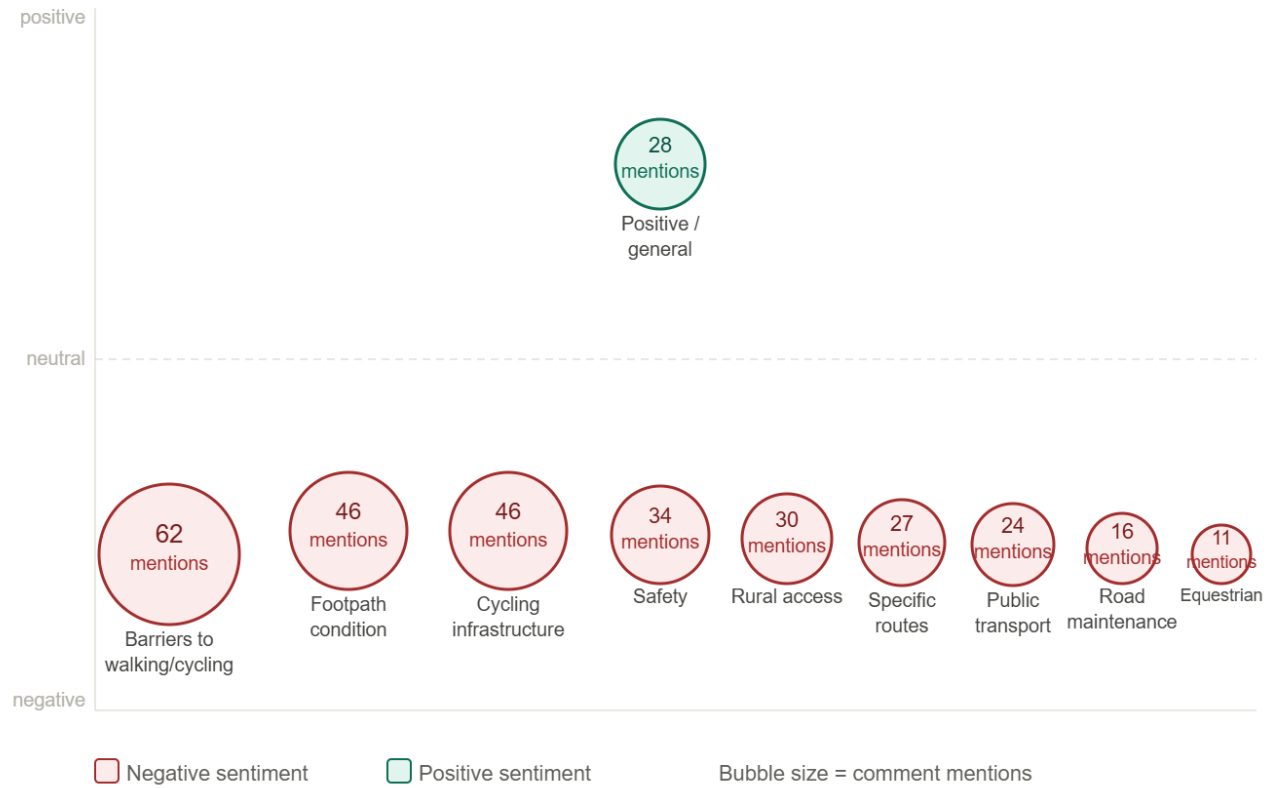 positive
28
mentions
Positive /
general
neutral
62
mentions
Barriers to
walking/cycling
46
mentions
Footpath
condition
46
mentions
Cycling
infrastructure
34
mentions
Safety
30
mentions
Rural access
27
mentions
Specific
routes
24
mentions
Public
transport
16
mentions
Road
maintenance
11
mentions
Equestrian
negative
Negative sentiment
Positive sentiment
Bubble size = comment mentions